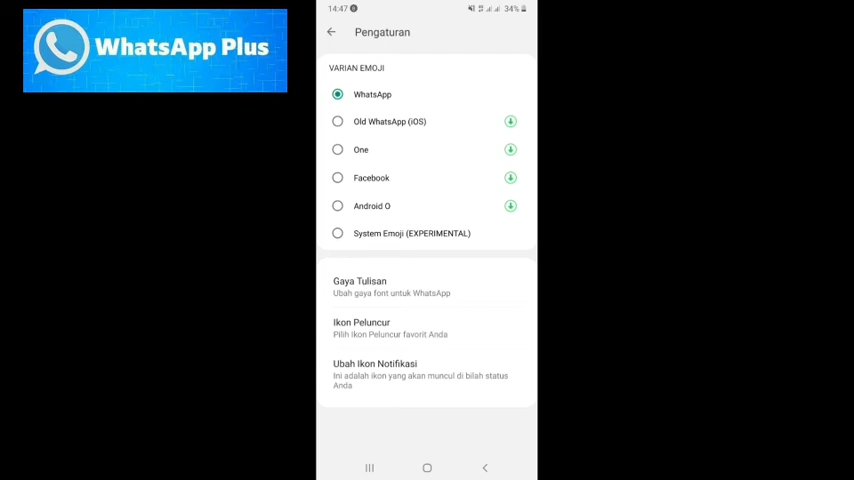 WhatsApp Plus
14:47
34%
Pengaturan
VARIAN EMOJI
WhatsApp
Old WhatsApp (iOS)
One
Facebook
Android O
System Emoji (EXPERIMENTAL)
Gaya Tulisan
Ubah gaya font untuk WhatsApp
Ikon Peluncur
Pilih Ikon Peluncur favorit Anda
Ubah Ikon Notifikasi
Ini adalah ikon yang akan muncul di bilah status
Anda